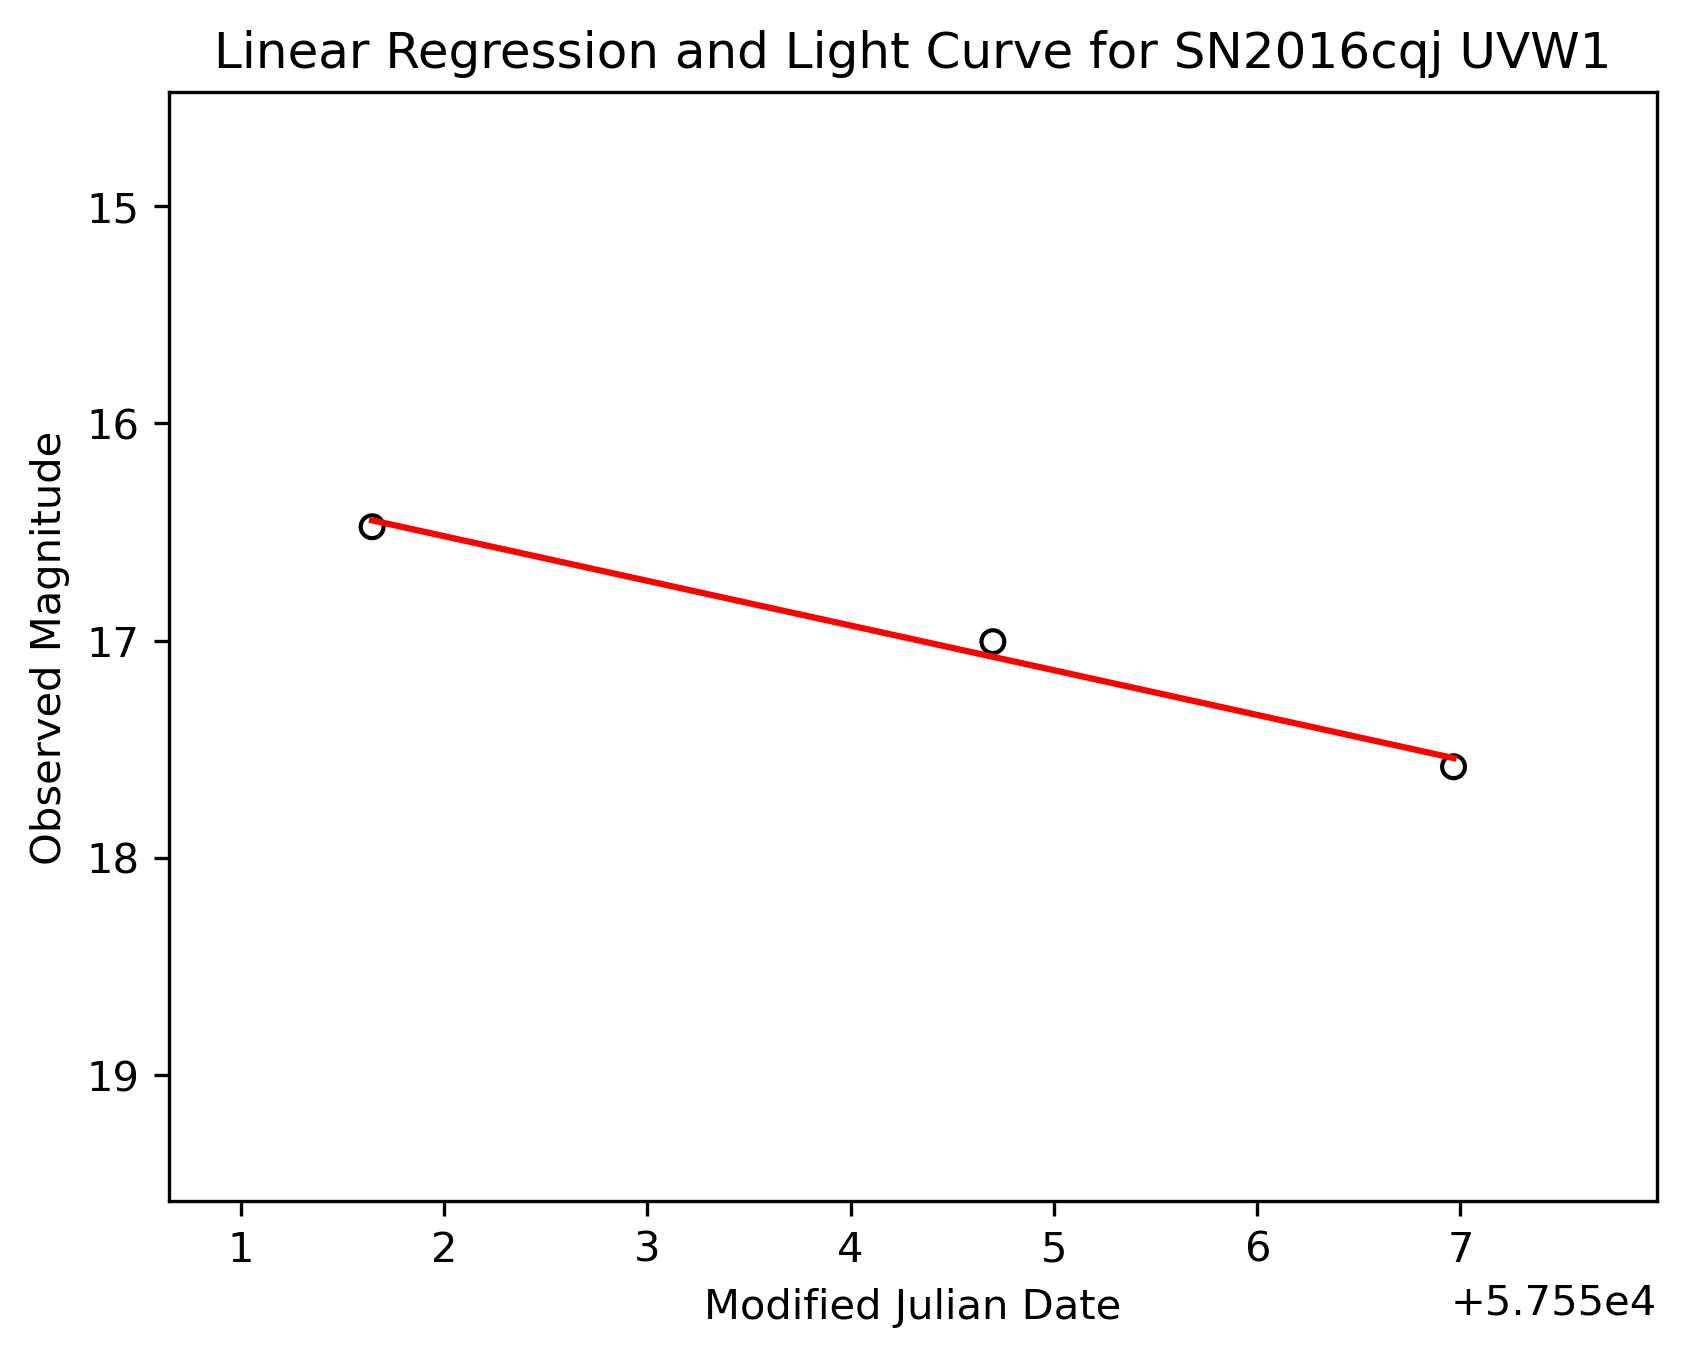 Linear Regression and Light Curve for SN2016cqj UVW1
15
16
17
18
19
Observed Magnitude
1 2 3 4 5 6 7
+5.755e4
Modified Julian Date